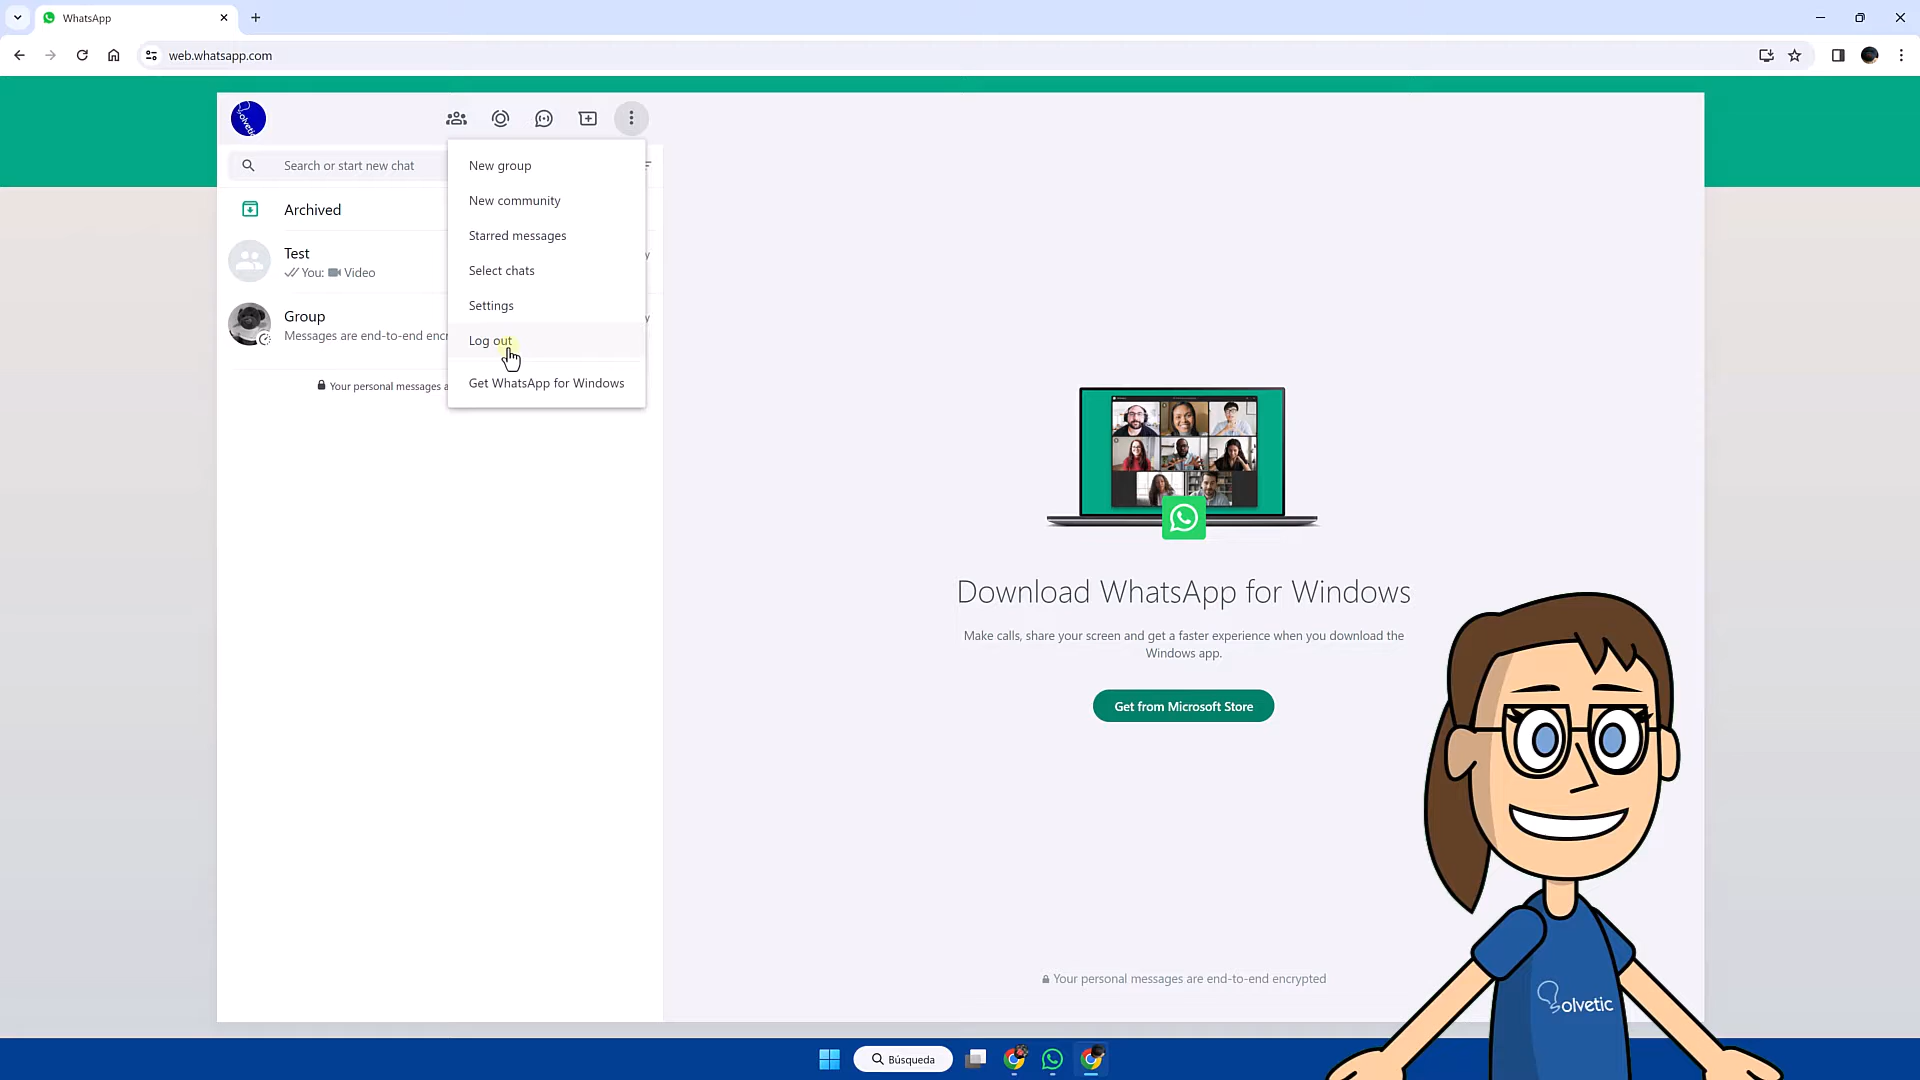 WhatsApp
web.whatsapp.com
Search or start new chat
Archived
Test
You: Video
Group
Messages are end-to-end encr
Your personal messages a
New group
New community
Starred messages
Select chats
Settings
Log out
Get WhatsApp for Windows
y
y
Download WhatsApp for Windows
Make calls, share your screen and get a faster experience when you download the
Windows app.
Get from Microsoft Store
Your personal messages are end-to-end encrypted
Solvetic
Solvetic
Búsqueda